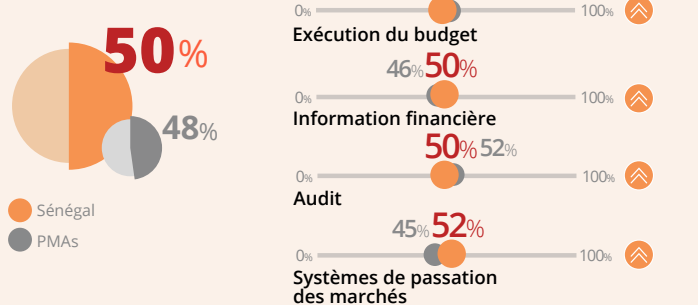 50%
48%
Sénégal
PMAs
0% 100%
Exécution du budget
46% 50%
0% 100%
Information financière
50% 52%
0% 100%
Audit
45% 52%
0% 100%
Systèmes de passation
des marchés